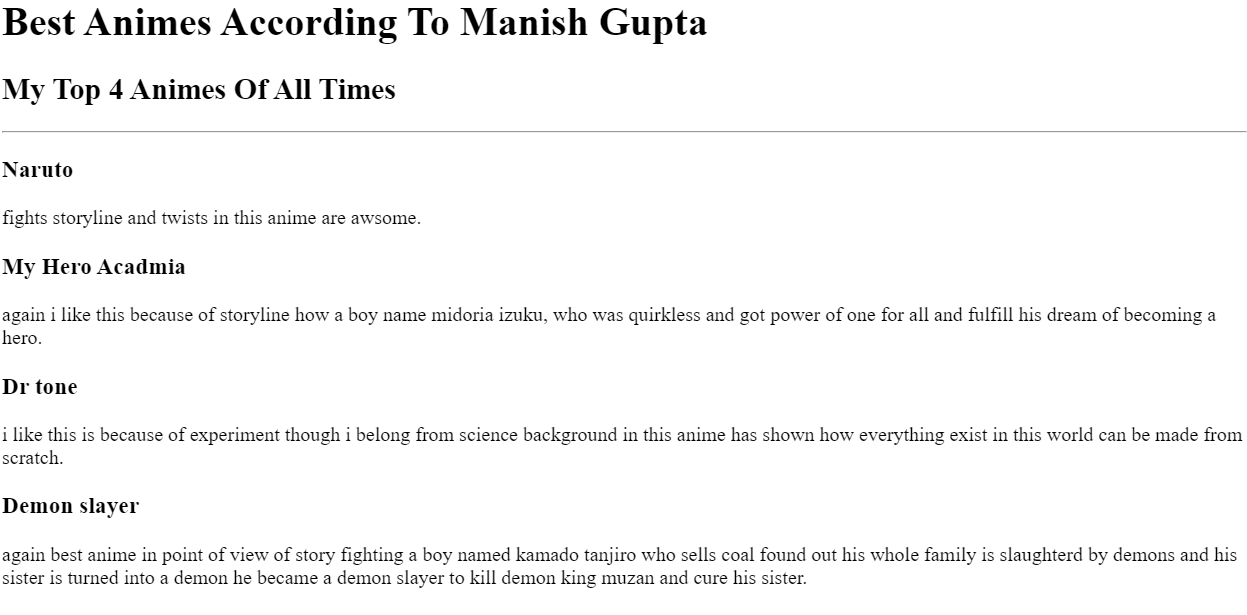 Best Animes According To Manish Gupta
My Top 4 Animes Of All Times
Naruto
fights storyline and twists in this anime are awsome.
My Hero Acadmia
again i like this because of storyline how a boy name midoria izuku, who was quirkless and got power of one for all and fulfill his dream of becoming a
hero.
Dr tone
i like this is because of experiment though i belong from science background in this anime has shown how everything exist in this world can be made from
scratch.
Demon slayer
again best anime in point of view of story fighting a boy named kamado tanjiro who sells coal found out his whole family is slaughterd by demons and his
sister is turned into a demon he became a demon slayer to kill demon king muzan and cure his sister.